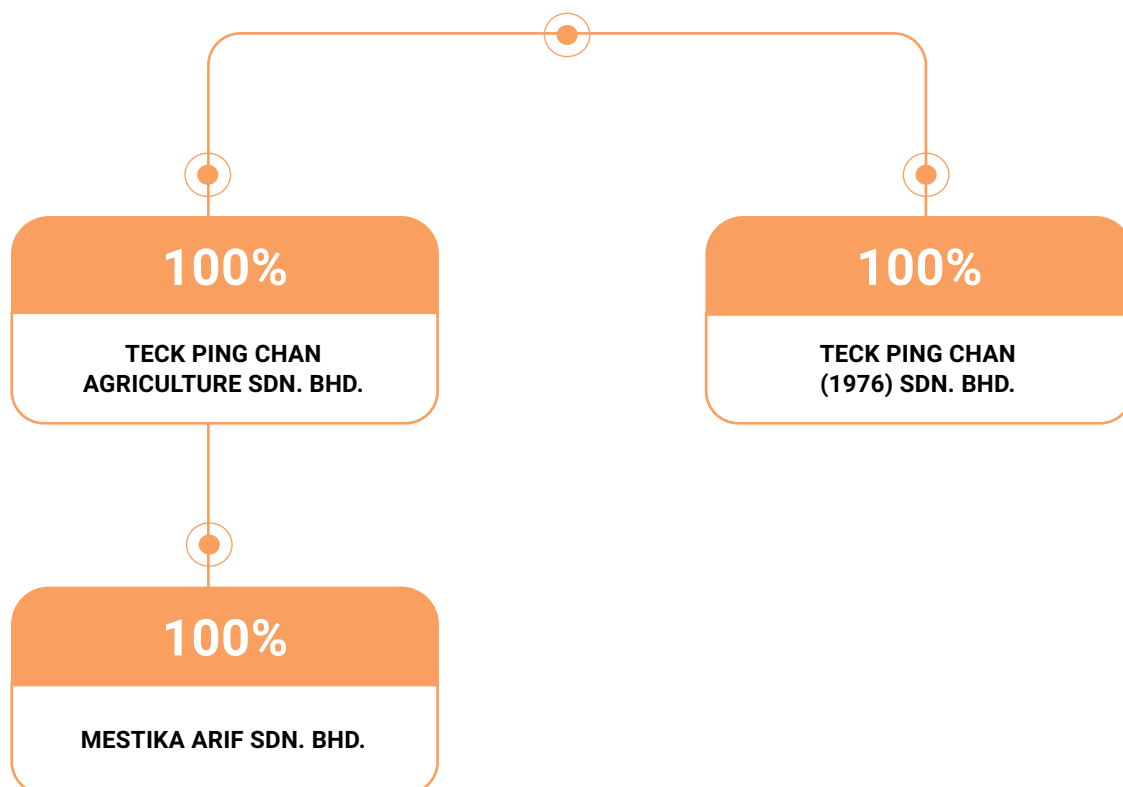 100%
TECK PING CHAN
AGRICULTURE SDN. BHD.
100%
TECK PING CHAN
(1976) SDN. BHD.
100%
MESTIKA ARIF SDN. BHD.